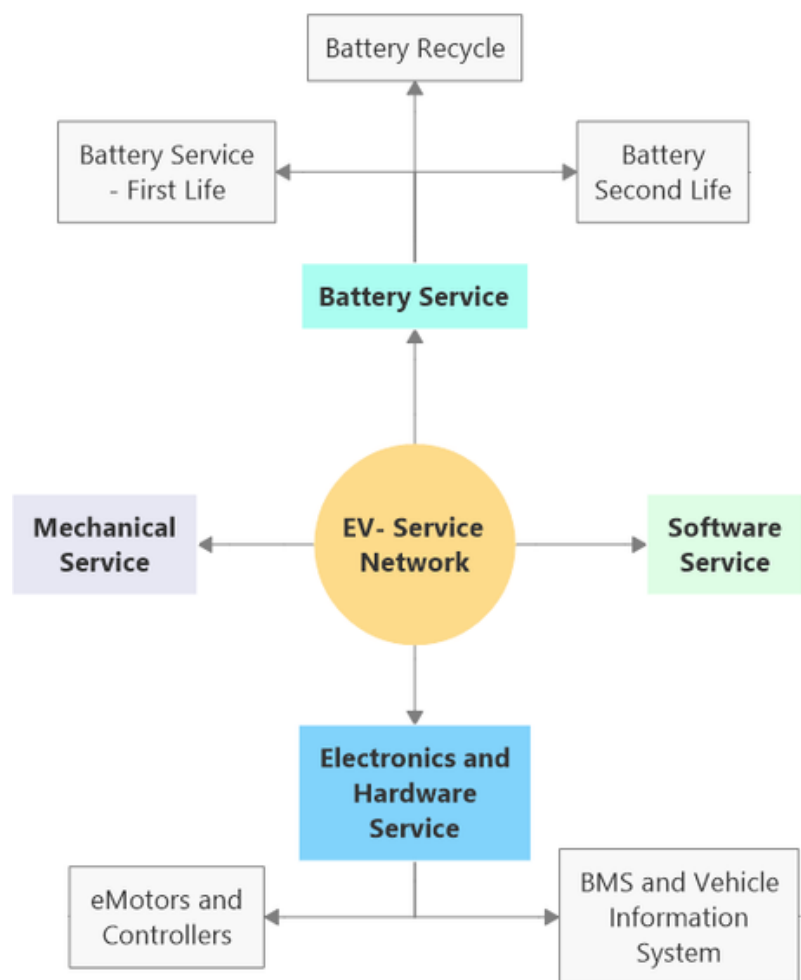 Battery Recycle
Battery Service
- First Life
Battery
Second Life
Battery Service
Mechanical
Service
EV- Service
Network
Software
Service
Electronics and
Hardware
Service
eMotors and
Controllers
BMS and Vehicle
Information
System